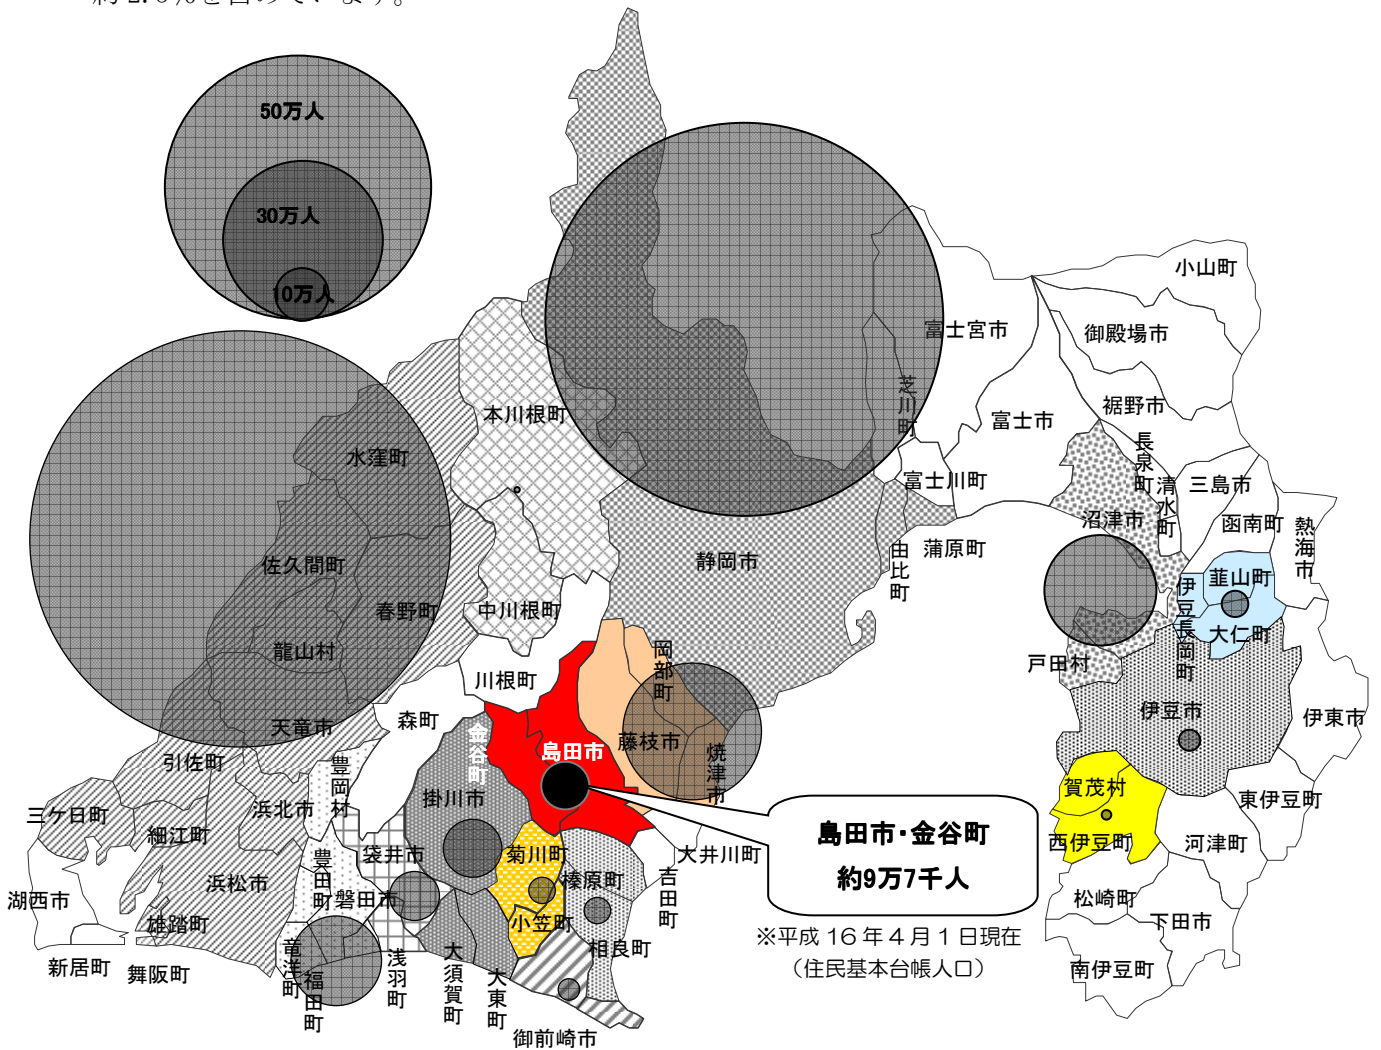 50万人
30万人
10万人
小山町
御殿場市
富士宮市
裾野市
芝川町
富士市
長泉町
本川根町
水窪町
富士川町
清水町
三島市
沼津市
函南町
熱海市
静岡市
由比町
蒲原町
佐久間町
春野町
中川根町
韮山町
伊豆長岡町
大仁町
龍山村
岡部町
戸田村
川根町
天竜市
森町
伊豆市
伊東市
藤枝市
焼津市
島田市
金谷町
引佐町
豊岡村
掛川市
賀茂村
東伊豆町
三ケ日町
浜北市
細江町
島田市・金谷町
約9万7千人
西伊豆町
河津町
袋井市
菊川町
大井川町
豊田町
浜松市
榛原町
吉田町
湖西市
磐田市
松崎町
雄踏町
小笠町
下田市
相良町
※平成 16 年 4 月 1 日現在
（住民基本台帳人口）
新居町
舞阪町
竜洋町
福田町
浅羽町
大須賀町
大東町
南伊豆町
御前崎市